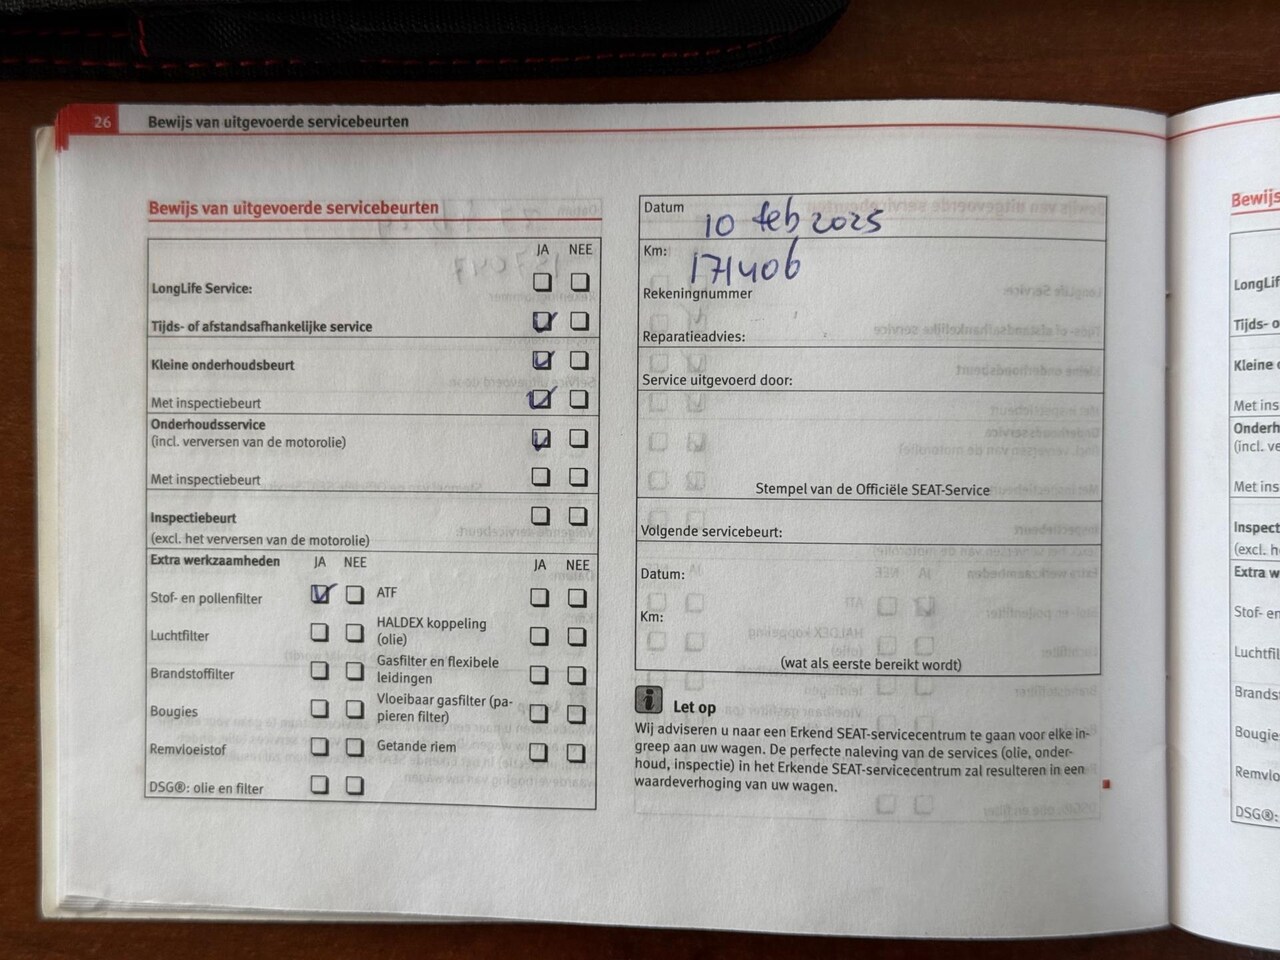 26 Bewijs van uitgevoerde servicebeurten
Bewijs van uitgevoerde servicebeurten
JA NEE
LongLife Service:
Tijds- of afstandsafhankelijke service
Kleine onderhoudsbeurt
Met inspectiebeurt
Onderhoudsservice
(incl. verversen van de motorolie)
Met inspectiebeurt
Inspectiebeurt
(excl. het verversen van de motorolie)
Extra werkzaamheden JA NEE JA NEE
Stof- en pollenfilter ATF
Luchtfilter HALDEX koppeling
(olie)
Brandstoffilter Gasfilter en flexibele
leidingen
Bougies Vloeibaar gasfilter (pa-
pieren filter)
Remvloeistof Getande riem
DSG®: olie en filter
Datum 10 feb 2025
Km: 171406
Rekeningnummer
Reparatieadvies:
Service uitgevoerd door:
Stempel van de Officiële SEAT-Service
Volgende servicebeurt:
Datum:
Km:
(wat als eerste bereikt wordt)
i Let op
Wij adviseren u naar een Erkend SEAT-servicecentrum te gaan voor elke in-
greep aan uw wagen. De perfecte naleving van de services (olie, onder-
houd, inspectie) in het Erkende SEAT-servicecentrum zal resulteren in een
waardeverhoging van uw wagen.
Bewijs
LongLif
Tijds- o
Kleine o
Met ins
Onderh
(incl. ve
Met ins
Inspect
(excl. h
Extra w
Stof- en
Luchtfil
Brands
Bougie
Remvlo
DSG®: